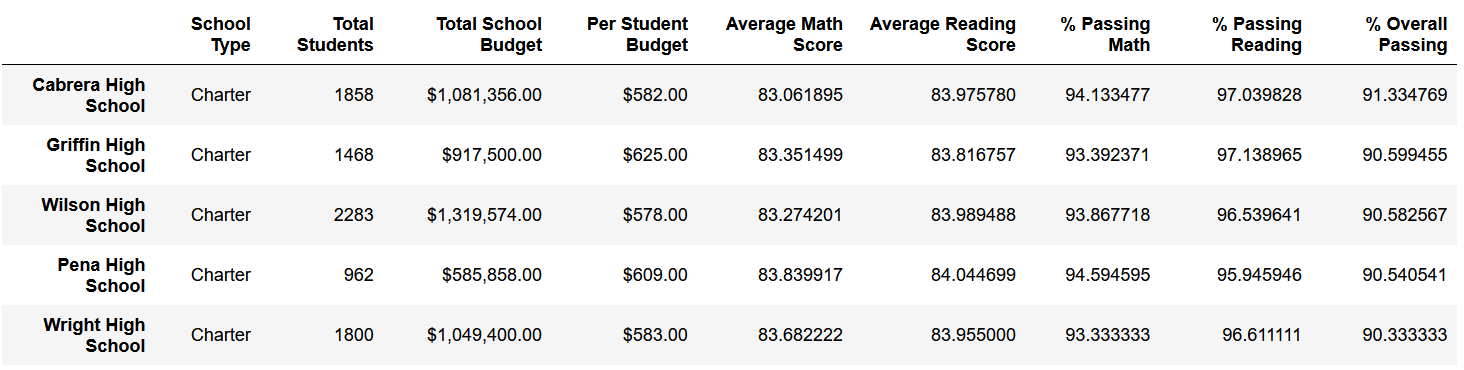 School Type Total Students Total School Budget Per Student Budget Average Math Score Average Reading Score % Passing Math % Passing Reading % Overall Passing
Cabrera High School Charter 1858 $1,081,356.00 $582.00 83.061895 83.975780 94.133477 97.039828 91.334769
Griffin High School Charter 1468 $917,500.00 $625.00 83.351499 83.816757 93.392371 97.138965 90.599455
Wilson High School Charter 2283 $1,319,574.00 $578.00 83.274201 83.989488 93.867718 96.539641 90.582567
Pena High School Charter 962 $585,858.00 $609.00 83.839917 84.044699 94.594595 95.945946 90.540541
Wright High School Charter 1800 $1,049,400.00 $583.00 83.682222 83.955000 93.333333 96.611111 90.333333